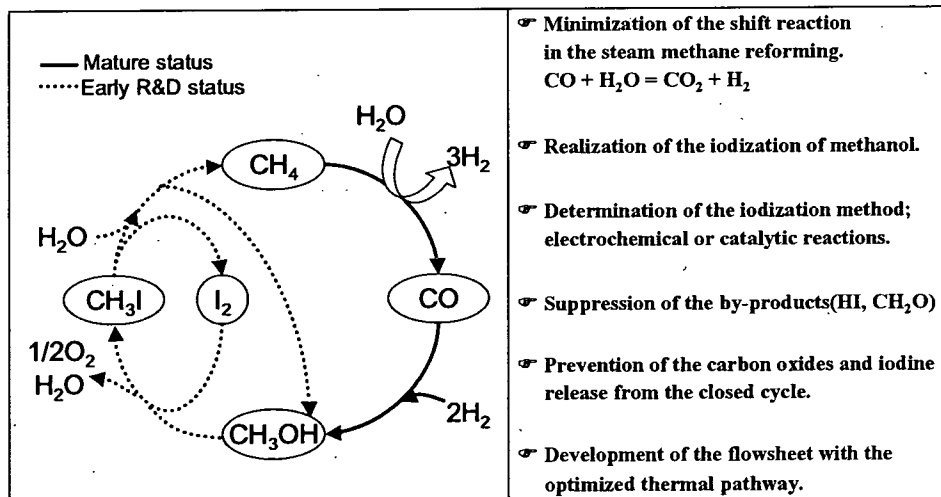 Mature status
Early R&D status
H₂O
3H₂
CH₄
H₂O
CH₃I
I₂
CO
1/2O₂
H₂O
CH₃OH
2H₂
☞ Minimization of the shift reaction
in the steam methane reforming.
CO + H₂O = CO₂ + H₂
☞ Realization of the iodization of methanol.
☞ Determination of the iodization method;
electrochemical or catalytic reactions.
☞ Suppression of the by-products(HI, CH₂O)
☞ Prevention of the carbon oxides and iodine
release from the closed cycle.
☞ Development of the flowsheet with the
optimized thermal pathway.